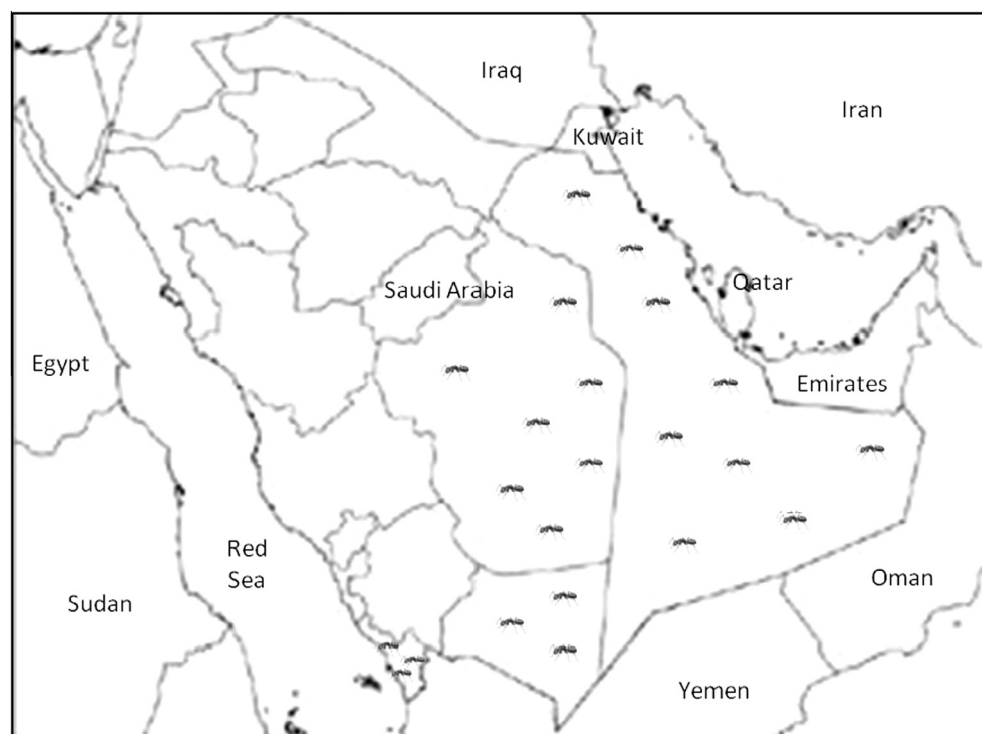 Iraq
Iran
Kuwait
Saudi Arabia
Qatar
Egypt
Emirates
Red
Sea
Sudan
Oman
Yemen